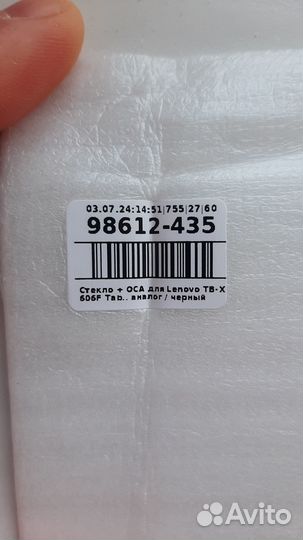 03.07.24:14:51|755|27|60
98612-435
Стекло + OCA для Lenovo TB-X
606F Tab.. аналог / черный
Avito